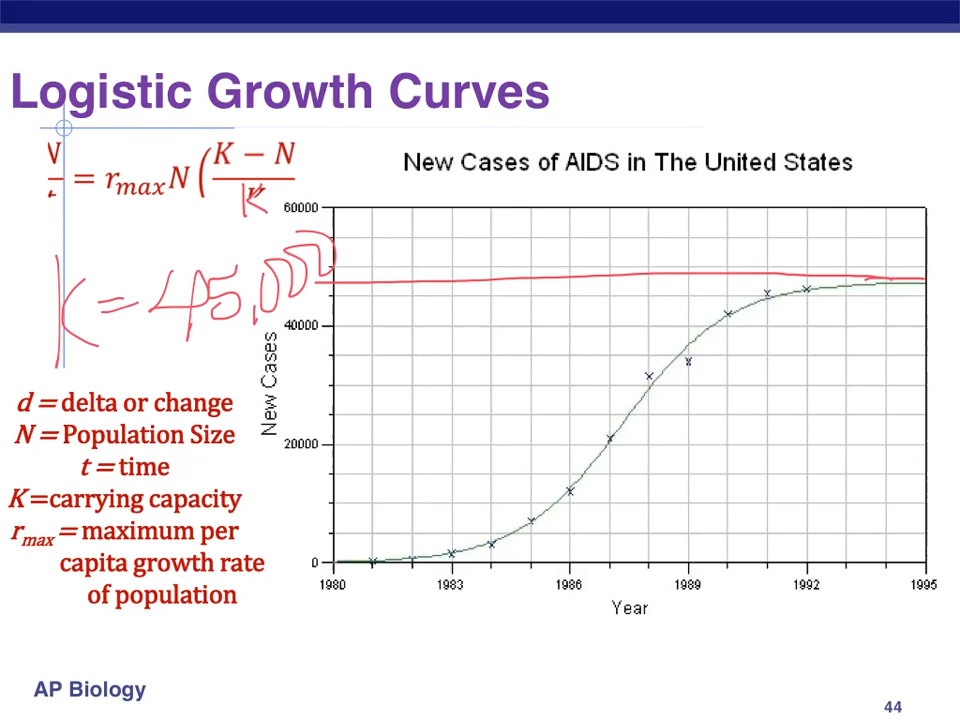 Logistic Growth Curves
N/t = r_max N ((K − N)/K
K = 45,000
d = delta or change
N = Population Size
t = time
K = carrying capacity
r_max = maximum per
capita growth rate
of population
New Cases of AIDS in The United States
60000
40000
20000
0
New Cases
1980 1983 1986 1989 1992 1995
Year
AP Biology
44